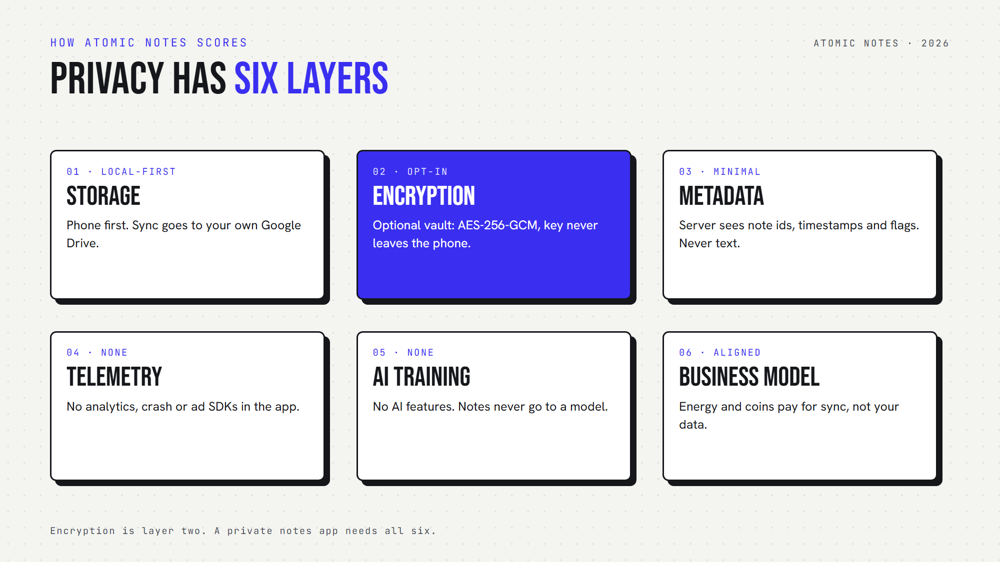 HOW ATOMIC NOTES SCORES
ATOMIC NOTES · 2026
PRIVACY HAS SIX LAYERS
01 · LOCAL-FIRST
STORAGE
Phone first. Sync goes to your own Google
Drive.
02 · OPT-IN
ENCRYPTION
Optional vault: AES-256-GCM, key never
leaves the phone.
03 · MINIMAL
METADATA
Server sees note ids, timestamps and flags.
Never text.
04 · NONE
TELEMETRY
No analytics, crash or ad SDKs in the app.
05 · NONE
AI TRAINING
No AI features. Notes never go to a model.
06 · ALIGNED
BUSINESS MODEL
Energy and coins pay for sync, not your
data.
Encryption is layer two. A private notes app needs all six.